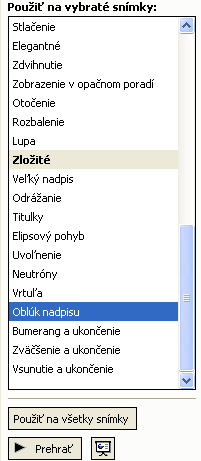 Použiť na vybraté snímky:
Stlačenie
Elegantné
Zdvihnutie
Zobrazenie v opačnom poradí
Otočenie
Rozbalenie
Lupa
Zložité
Veľký nadpis
Odrážanie
Titulky
Elipsový pohyb
Uvoľnenie
Neutróny
Vrtuľa
Oblúk nadpisu
Bumerang a ukončenie
Zväčšenie a ukončenie
Vsunutie a ukončenie
Použiť na všetky snímky
Prehrať